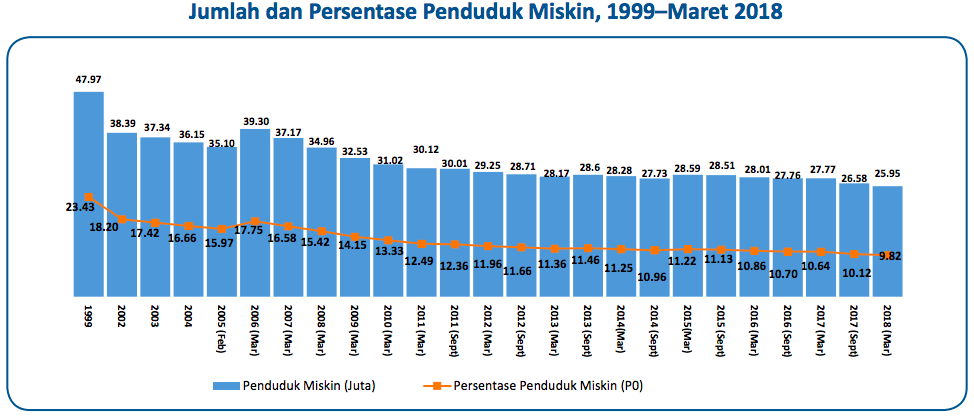 Jumlah dan Persentase Penduduk Miskin, 1999–Maret 2018
47.97 38.39 37.34 36.15 35.10 39.30 37.17 34.96 32.53 31.02 30.12 30.01 29.25 28.71 28.17 28.6 28.28 27.73 28.59 28.51 28.01 27.76 27.77 26.58 25.95
23.43 18.20 17.42 16.66 15.97 17.75 16.58 15.42 14.15 13.33 12.49 12.36 11.96 11.66 11.36 11.46 11.25 10.96 11.22 11.13 10.86 10.70 10.64 10.12 9.82
1999 2002 2003 2004 2005 (Feb) 2006 (Mar) 2007 (Mar) 2008 (Mar) 2009 (Mar) 2010 (Mar) 2011 (Mar) 2011 (Sept) 2012 (Mar) 2012 (Sept) 2013 (Mar) 2013 (Sept) 2014(Mar) 2014 (Sept) 2015(Mar) 2015 (Sept) 2016 (Mar) 2016 (Sept) 2017 (Mar) 2017 (Sept) 2018 (Mar)
Penduduk Miskin (Juta) Persentase Penduduk Miskin (P0)